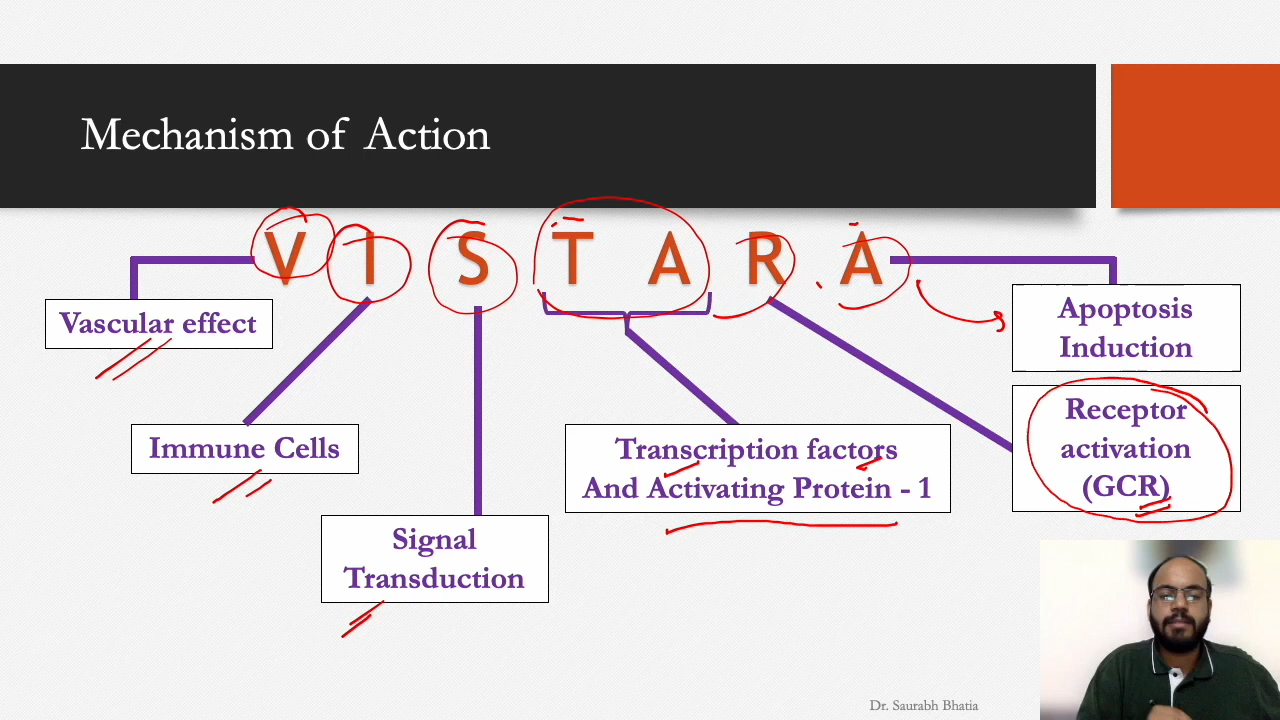 Mechanism of Action
V I S T A R A
Vascular effect
Immune Cells
Signal
Transduction
Transcription factors
And Activating Protein - 1
Apoptosis
Induction
Receptor
activation
(GCR)
Dr. Saurabh Bhatia